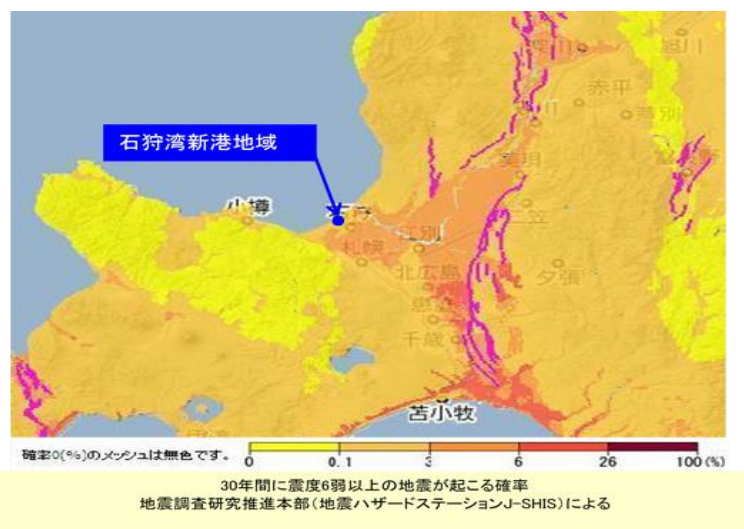 深川
旭川
赤平
芦別
石狩湾新港地域
美唄
小樽
三笠
札幌
江別
北広島
夕張
恵庭
千歳
苫小牧
確率0(%)のメッシュは無色です。
0 0.1 3 6 26 100 (%)
30年間に震度6弱以上の地震が起こる確率
地震調査研究推進本部(地震ハザードステーションJ-SHIS)による